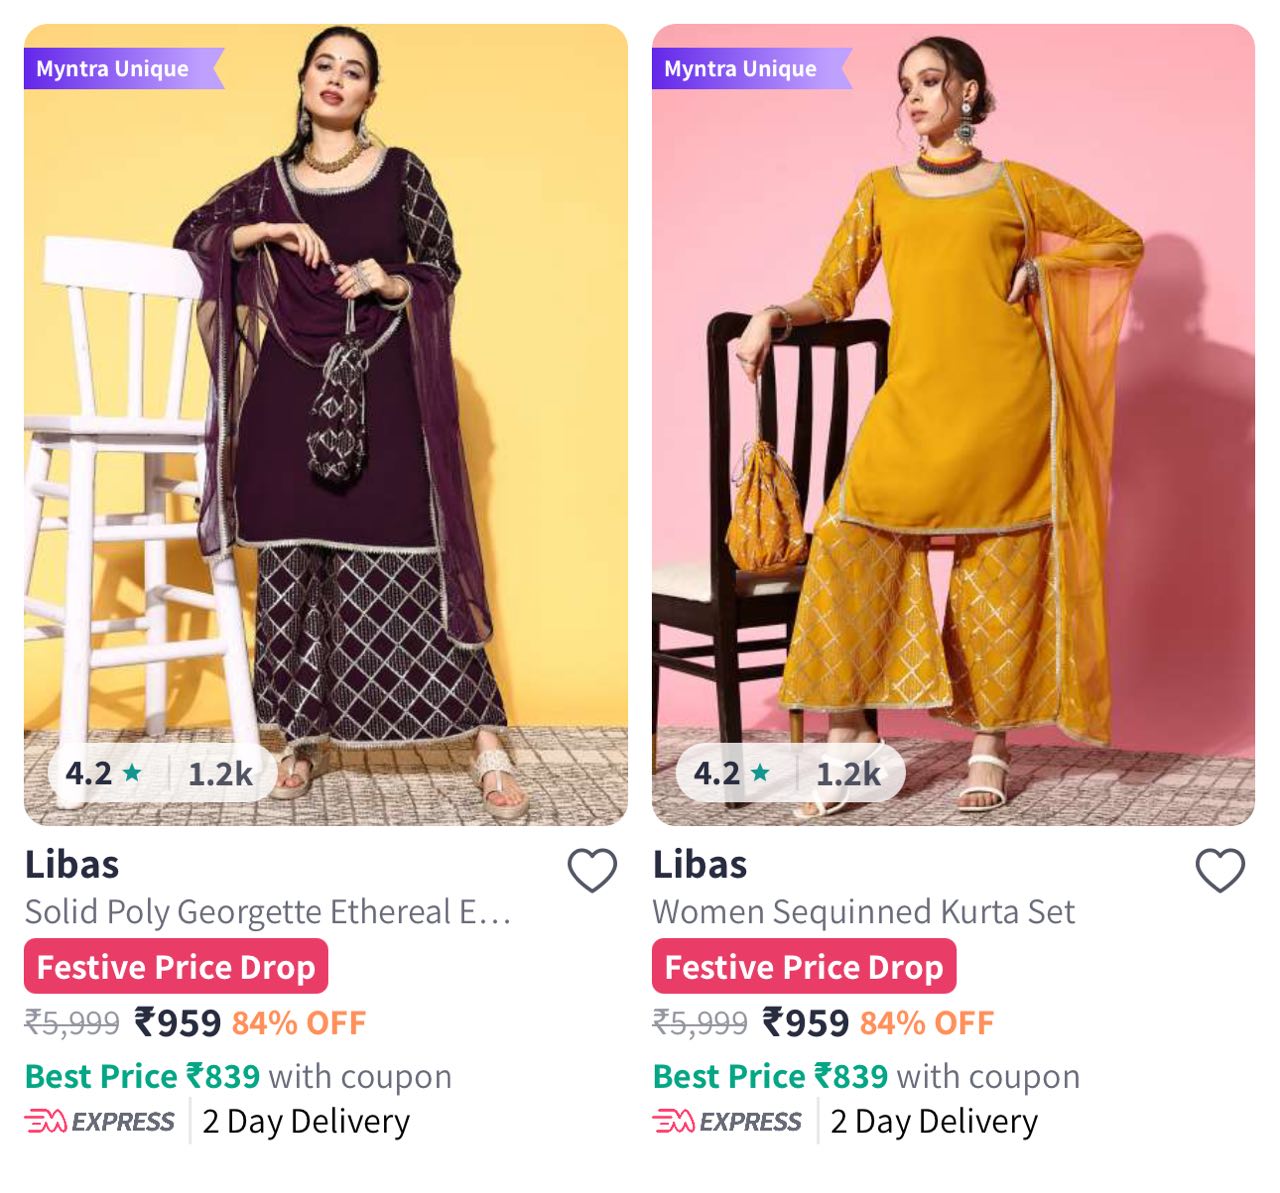 Myntra Unique
4.2 ★ | 1.2k
Libas
Solid Poly Georgette Ethereal E...
Festive Price Drop
₹5,999 ₹959 84% OFF
Best Price ₹839 with coupon
EXPRESS | 2 Day Delivery
Myntra Unique
4.2 ★ | 1.2k
Libas
Women Sequinned Kurta Set
Festive Price Drop
₹5,999 ₹959 84% OFF
Best Price ₹839 with coupon
EXPRESS | 2 Day Delivery